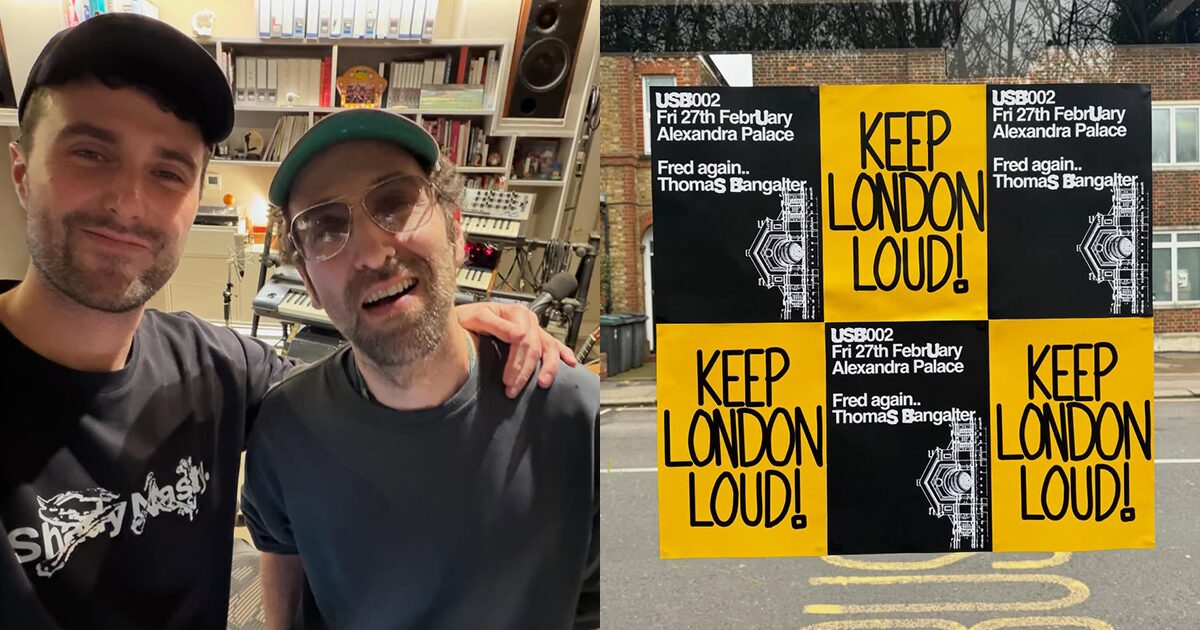 USB002
Fri 27th FebrUary
Alexandra Palace
Fred again..
ThomaS Bangalter
KEEP
LONDON
LOUD!
USB002
Fri 27th FebrUary
Alexandra Palace
Fred again..
ThomaS Bangalter
KEEP
LONDON
LOUD!
USB002
Fri 27th FebrUary
Alexandra Palace
Fred again..
ThomaS Bangalter
KEEP
LONDON
LOUD!